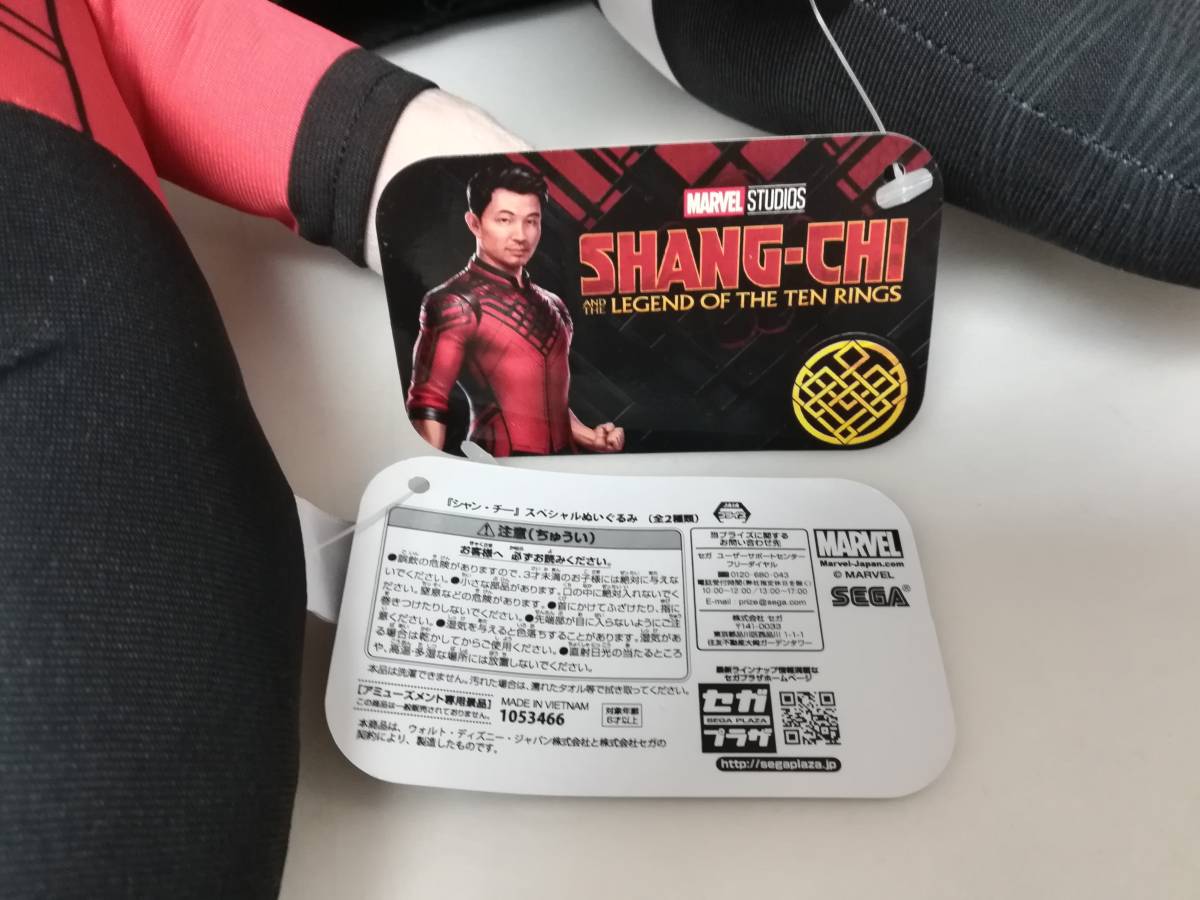 MARVEL STUDIOS
SHANG-CHI
AND THE LEGEND OF THE TEN RINGS
『シャン・チー』スペシャルぬいぐるみ (全2種類)
⚠注意(ちゅうい)
お客様へ 必ずお読みください。
●誤飲の危険がありますので、3才未満のお子様には絶対に与えな
いでください。●小さな部品があります。口の中に絶対入れないでく
ださい。窒息などの危険があります。●首にかけてふざけたり、指に
巻きつけたりしないでください。●先端部が目に入らないようにご注
意ください。●湿気を与えると色落ちすることがあります。湿気があ
る場合は乾かしてからご使用ください。●直射日光の当たるところ
や、高温・多湿な場所には放置しないでください。
本品は洗濯できません。汚れた場合は、濡れたタオル等で拭き取ってください。
【アミューズメント専用景品】
この商品は一般販売されておりません。
MADE IN VIETNAM
1053466
対象年齢
6才以上
本商品は、ウォルト・ディズニー・ジャパン株式会社と株式会社セガの
契約により、製造したものです。
当プライズに関する
お問い合わせ先
セガ ユーザーサポートセンター
フリーダイヤル
0120-680-043
電話受付時間(弊社指定休日を除く)
10:00~12:00/13:00~17:00
E-mail prize@sega.com
株式会社 セガ
〒141-0033
東京都品川区西品川1-1-1
住友不動産大崎ガーデンタワー
MARVEL
Marvel-Japan.com
© MARVEL
SEGA®
最新ラインナップ情報満載な
セガプラザホームページ
セガ
SEGA PLAZA
プラザ
http://segaplaza.jp